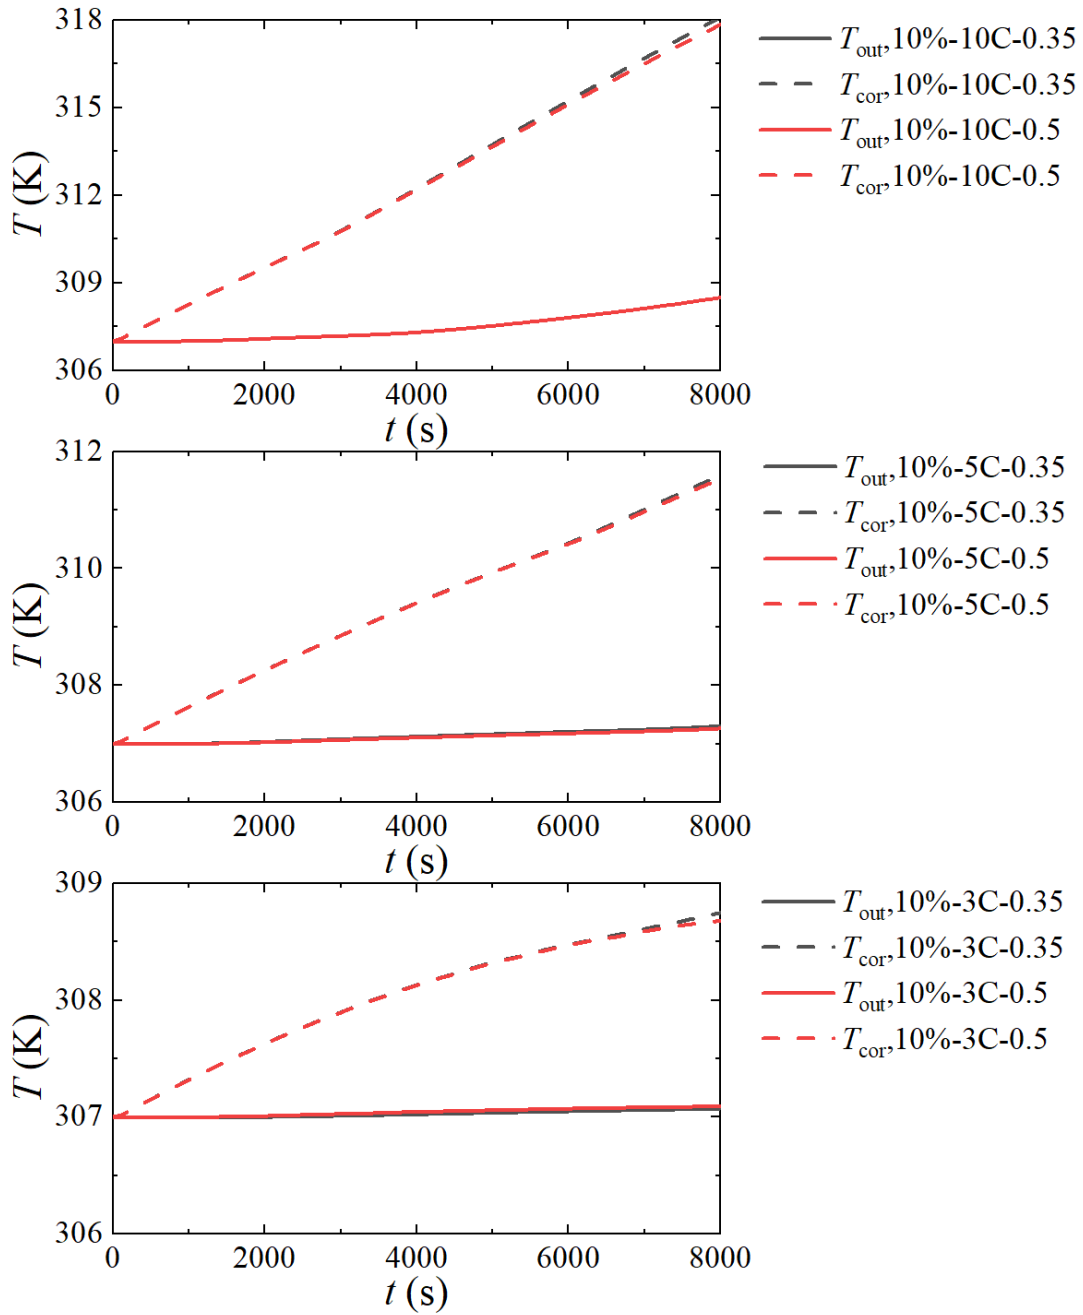 318
315
312
309
306
T (K)
0 2000 4000 6000 8000
t (s)
Tout,10%-10C-0.35
Tcor,10%-10C-0.35
Tout,10%-10C-0.5
Tcor,10%-10C-0.5
312
310
308
306
T (K)
0 2000 4000 6000 8000
t (s)
Tout,10%-5C-0.35
Tcor,10%-5C-0.35
Tout,10%-5C-0.5
Tcor,10%-5C-0.5
309
308
307
306
T (K)
0 2000 4000 6000 8000
t (s)
Tout,10%-3C-0.35
Tcor,10%-3C-0.35
Tout,10%-3C-0.5
Tcor,10%-3C-0.5